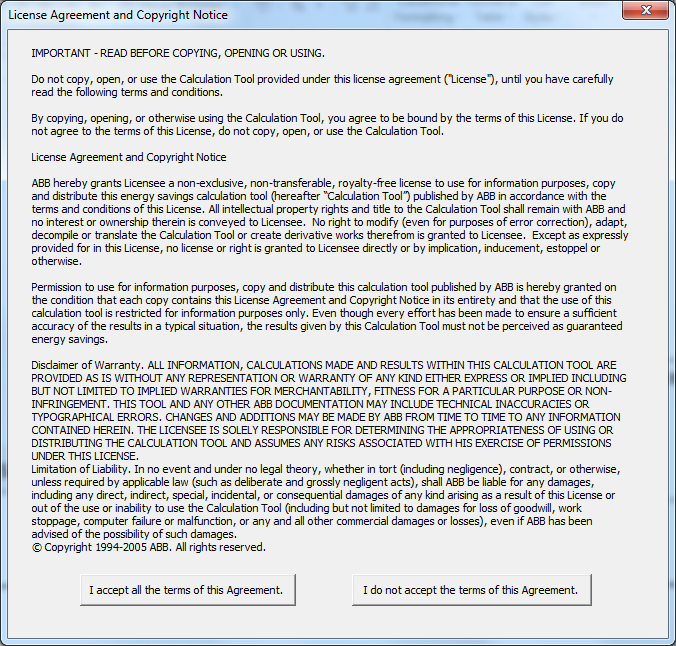 License Agreement and Copyright Notice
IMPORTANT - READ BEFORE COPYING, OPENING OR USING.
Do not copy, open, or use the Calculation Tool provided under this license agreement ("License"), until you have carefully
read the following terms and conditions.
By copying, opening, or otherwise using the Calculation Tool, you agree to be bound by the terms of this License. If you do
not agree to the terms of this License, do not copy, open, or use the Calculation Tool.
License Agreement and Copyright Notice
ABB hereby grants Licensee a non-exclusive, non-transferable, royalty-free license to use for information purposes, copy
and distribute this energy savings calculation tool (hereafter “Calculation Tool”) published by ABB in accordance with the
terms and conditions of this License. All intellectual property rights and title to the Calculation Tool shall remain with ABB and
no interest or ownership therein is conveyed to Licensee.  No right to modify (even for purposes of error correction), adapt,
decompile or translate the Calculation Tool or create derivative works therefrom is granted to Licensee.  Except as expressly
provided for in this License, no license or right is granted to Licensee directly or by implication, inducement, estoppel or
otherwise.
Permission to use for information purposes, copy and distribute this calculation tool published by ABB is hereby granted on
the condition that each copy contains this License Agreement and Copyright Notice in its entirety and that the use of this
calculation tool is restricted for information purposes only. Even though every effort has been made to ensure a sufficient
accuracy of the results in a typical situation, the results given by this Calculation Tool must not be perceived as guaranteed
energy savings.
Disclaimer of Warranty. ALL INFORMATION, CALCULATIONS MADE AND RESULTS WITHIN THIS CALCULATION TOOL ARE
PROVIDED AS IS WITHOUT ANY REPRESENTATION OR WARRANTY OF ANY KIND EITHER EXPRESS OR IMPLIED INCLUDING
BUT NOT LIMITED TO IMPLIED WARRANTIES FOR MERCHANTABILITY, FITNESS FOR A PARTICULAR PURPOSE OR NON-
INFRINGEMENT. THIS TOOL AND ANY OTHER ABB DOCUMENTATION MAY INCLUDE TECHNICAL INACCURACIES OR
TYPOGRAPHICAL ERRORS. CHANGES AND ADDITIONS MAY BE MADE BY ABB FROM TIME TO TIME TO ANY INFORMATION
CONTAINED HEREIN. THE LICENSEE IS SOLELY RESPONSIBLE FOR DETERMINING THE APPROPRIATENESS OF USING OR
DISTRIBUTING THE CALCULATION TOOL AND ASSUMES ANY RISKS ASSOCIATED WITH HIS EXERCISE OF PERMISSIONS
UNDER THIS LICENSE.
Limitation of Liability. In no event and under no legal theory, whether in tort (including negligence), contract, or otherwise,
unless required by applicable law (such as deliberate and grossly negligent acts), shall ABB be liable for any damages,
including any direct, indirect, special, incidental, or consequential damages of any kind arising as a result of this License or
out of the use or inability to use the Calculation Tool (including but not limited to damages for loss of goodwill, work
stoppage, computer failure or malfunction, or any and all other commercial damages or losses), even if ABB has been
advised of the possibility of such damages.
© Copyright 1994-2005 ABB. All rights reserved.
I accept all the terms of this Agreement.
I do not accept the terms of this Agreement.